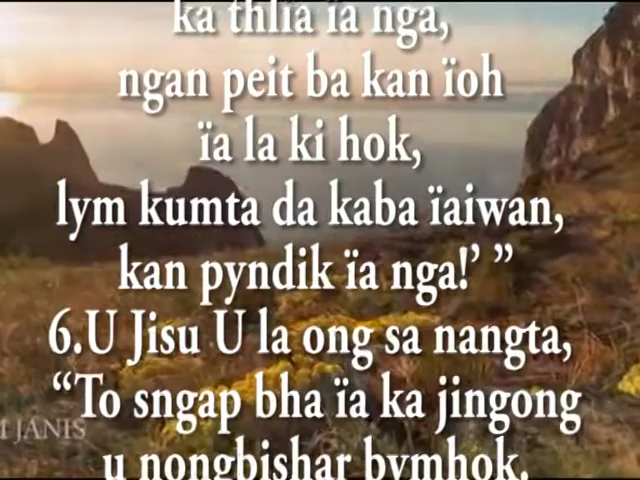 ka thlia ïa nga,
ngan peit ba kan ïoh
ïa la ki hok,
lym kumta da kaba ïaiwan,
kan pyndik ïa nga!’ ”
6.U Jisu U la ong sa nangta,
“To sngap bha ïa ka jingong
u nongbishar bymhok.
JANIS